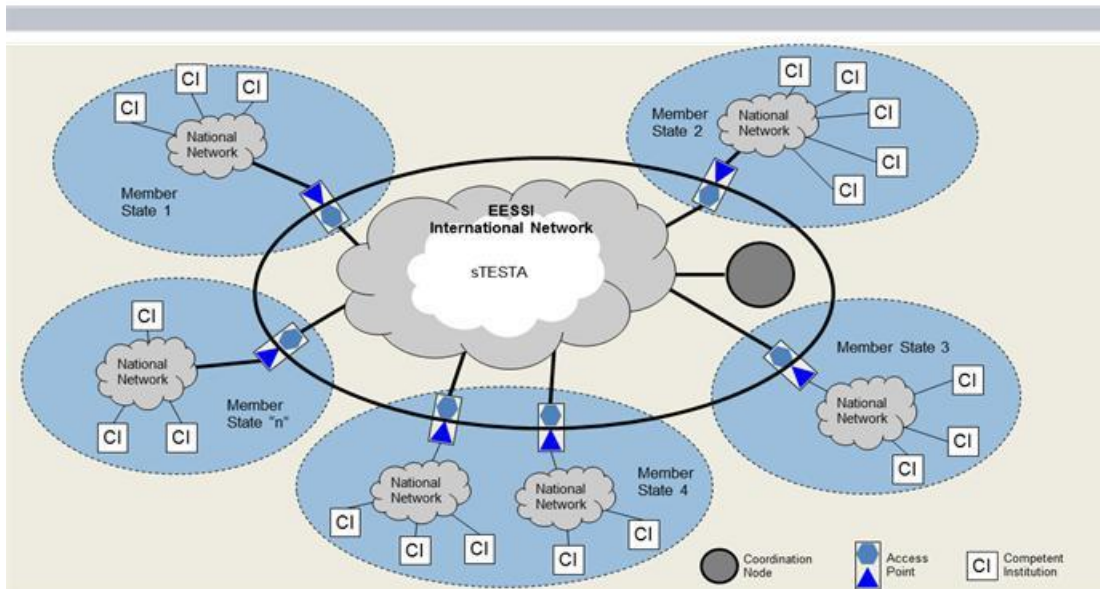 CI
CI
CI
National
Network
Member
State 1
CI
CI
CI
CI
CI
Member
State 2
National
Network
EESSI
International Network
sTESTA
CI
National
Network
Member
State "n"
CI
CI
Member State 3
National
Network
CI
CI
CI
National
Network
National
Network
Member
State 4
CI
CI
CI
CI
CI
Coordination
Node
Access
Point
CI
Competent
Institution